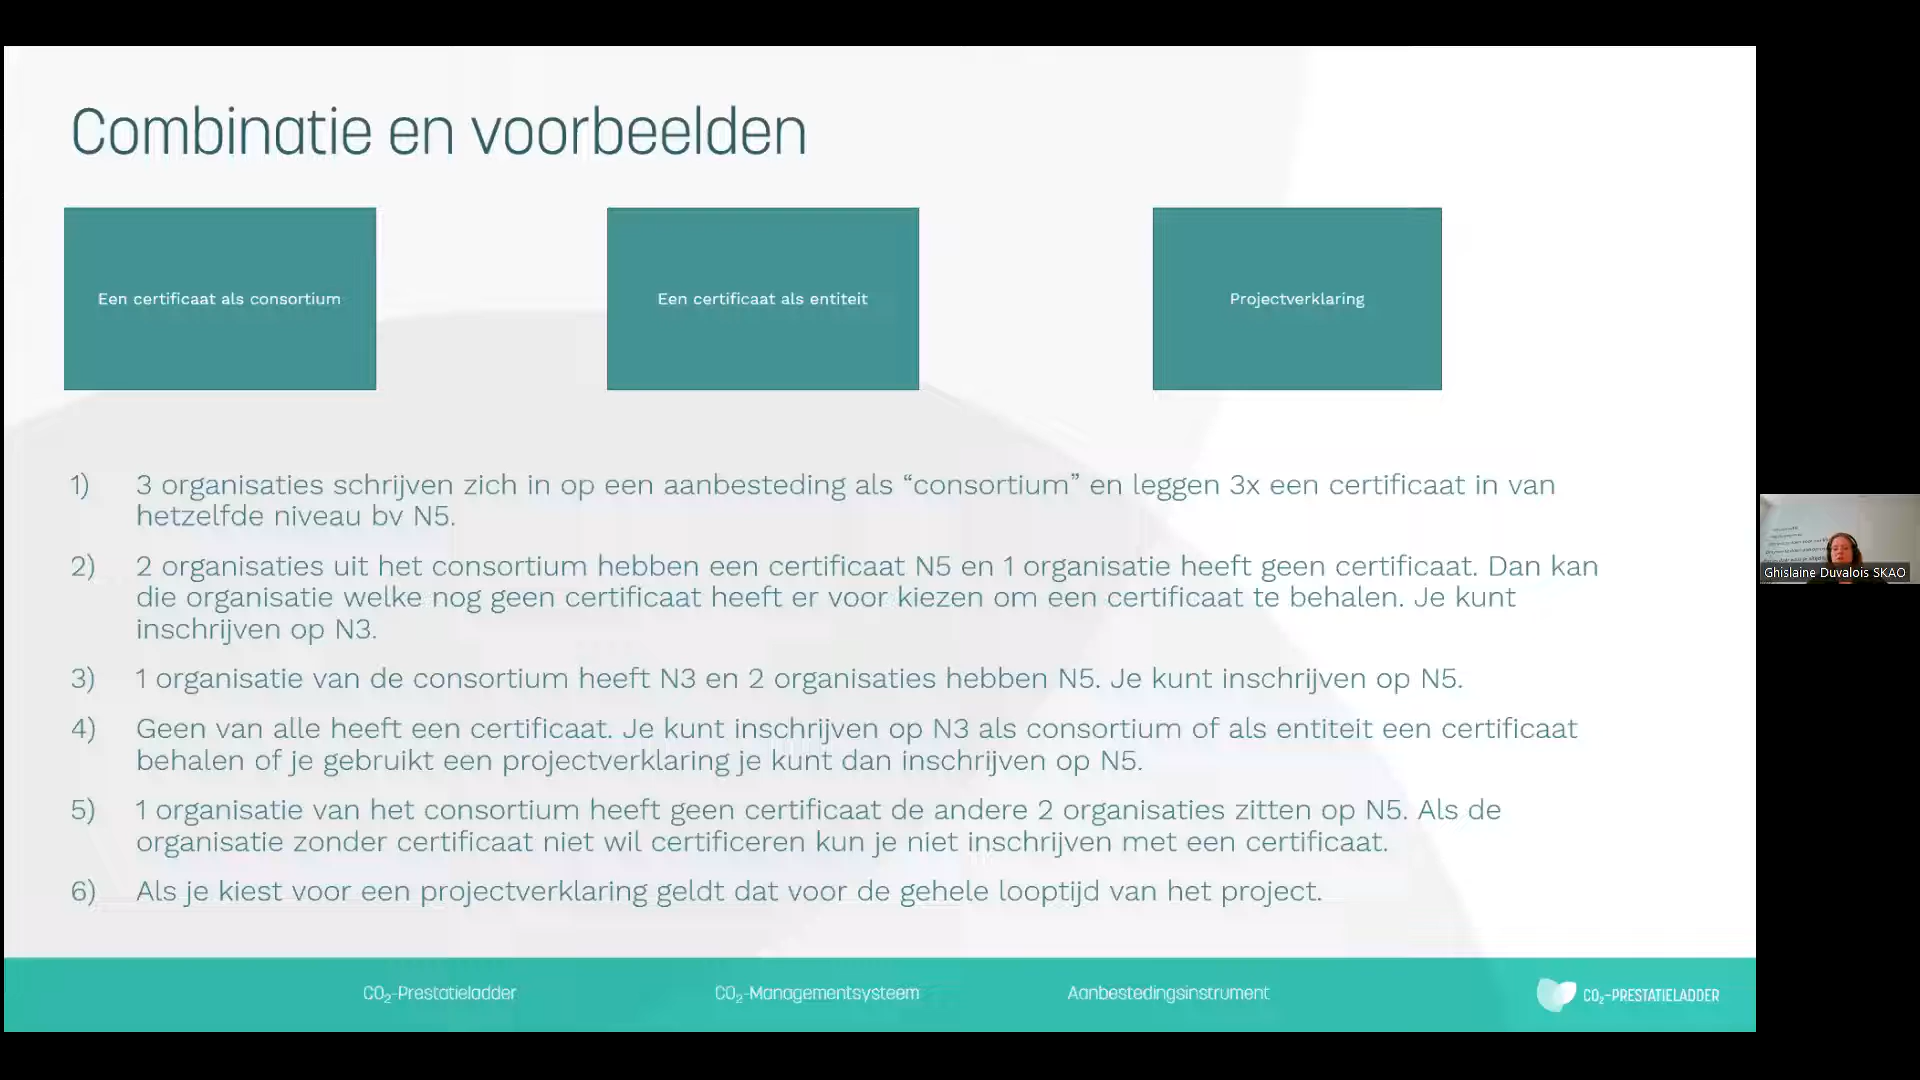 Combinatie en voorbeelden
Een certificaat als consortium
Een certificaat als entiteit
Projectverklaring
1) 3 organisaties schrijven zich in op een aanbesteding als “consortium” en leggen 3x een certificaat in van
hetzelfde niveau bv N5.
2) 2 organisaties uit het consortium hebben een certificaat N5 en 1 organisatie heeft geen certificaat. Dan kan
die organisatie welke nog geen certificaat heeft er voor kiezen om een certificaat te behalen. Je kunt
inschrijven op N3.
3) 1 organisatie van de consortium heeft N3 en 2 organisaties hebben N5. Je kunt inschrijven op N5.
4) Geen van alle heeft een certificaat. Je kunt inschrijven op N3 als consortium of als entiteit een certificaat
behalen of je gebruikt een projectverklaring je kunt dan inschrijven op N5.
5) 1 organisatie van het consortium heeft geen certificaat de andere 2 organisaties zitten op N5. Als de
organisatie zonder certificaat niet wil certificeren kun je niet inschrijven met een certificaat.
6) Als je kiest voor een projectverklaring geldt dat voor de gehele looptijd van het project.
CO₂-Prestatieladder
CO₂-Managementsysteem
Aanbestedingsinstrument
CO₂-PRESTATIELADDER
Ghislaine Duvalois SKAO